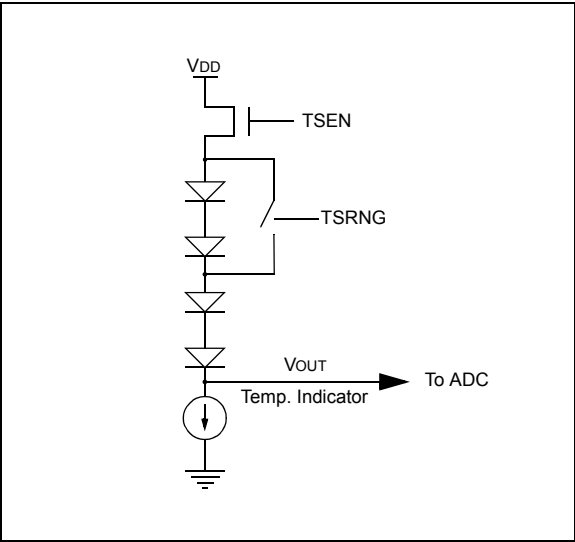 VDD
TSEN
TSRNG
VOUT
To ADC
Temp. Indicator